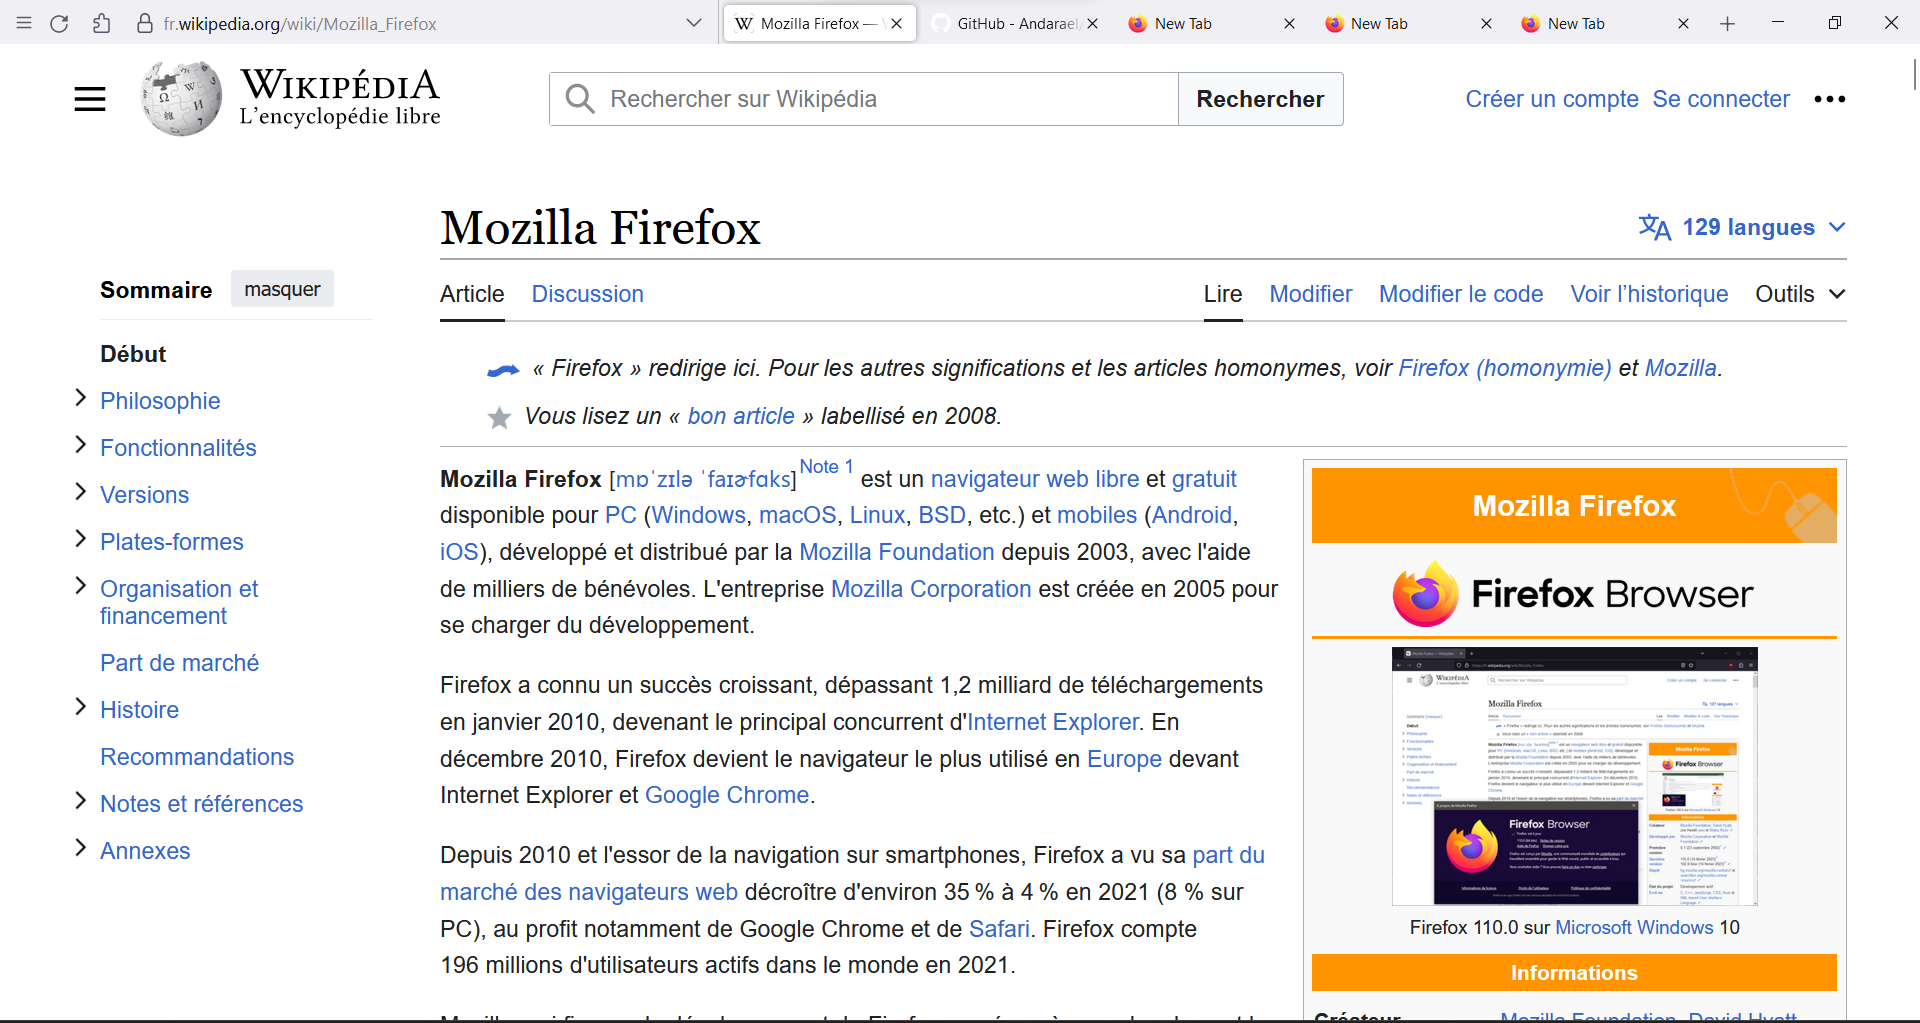 fr.wikipedia.org/wiki/Mozilla_Firefox
Mozilla Firefox —
GitHub - Andarael/
New Tab
New Tab
New Tab
WIKIPÉDIA
L'encyclopédie libre
Rechercher sur Wikipédia
Rechercher
Créer un compte
Se connecter
Mozilla Firefox
129 langues
Sommaire
masquer
Article
Discussion
Lire
Modifier
Modifier le code
Voir l'historique
Outils
Début
Philosophie
Fonctionnalités
Versions
Plates-formes
Organisation et
financement
Part de marché
Histoire
Recommandations
Notes et références
Annexes
« Firefox » redirige ici. Pour les autres significations et les articles homonymes, voir Firefox (homonymie) et Mozilla.
Vous lisez un « bon article » labellisé en 2008.
Mozilla Firefox [mɒˈzɪlə ˈfaɪɚfɑks]Note 1 est un navigateur web libre et gratuit
disponible pour PC (Windows, macOS, Linux, BSD, etc.) et mobiles (Android,
iOS), développé et distribué par la Mozilla Foundation depuis 2003, avec l'aide
de milliers de bénévoles. L'entreprise Mozilla Corporation est créée en 2005 pour
se charger du développement.
Firefox a connu un succès croissant, dépassant 1,2 milliard de téléchargements
en janvier 2010, devenant le principal concurrent d'Internet Explorer. En
décembre 2010, Firefox devient le navigateur le plus utilisé en Europe devant
Internet Explorer et Google Chrome.
Depuis 2010 et l'essor de la navigation sur smartphones, Firefox a vu sa part du
marché des navigateurs web décroître d'environ 35 % à 4 % en 2021 (8 % sur
PC), au profit notamment de Google Chrome et de Safari. Firefox compte
196 millions d'utilisateurs actifs dans le monde en 2021.
Mozilla Firefox
Firefox Browser
Mozilla Firefox
Firefox Browser
Firefox Browser
Firefox 110.0 sur Microsoft Windows 10
Informations
Créateur
Mozilla Foundation, David Hyatt